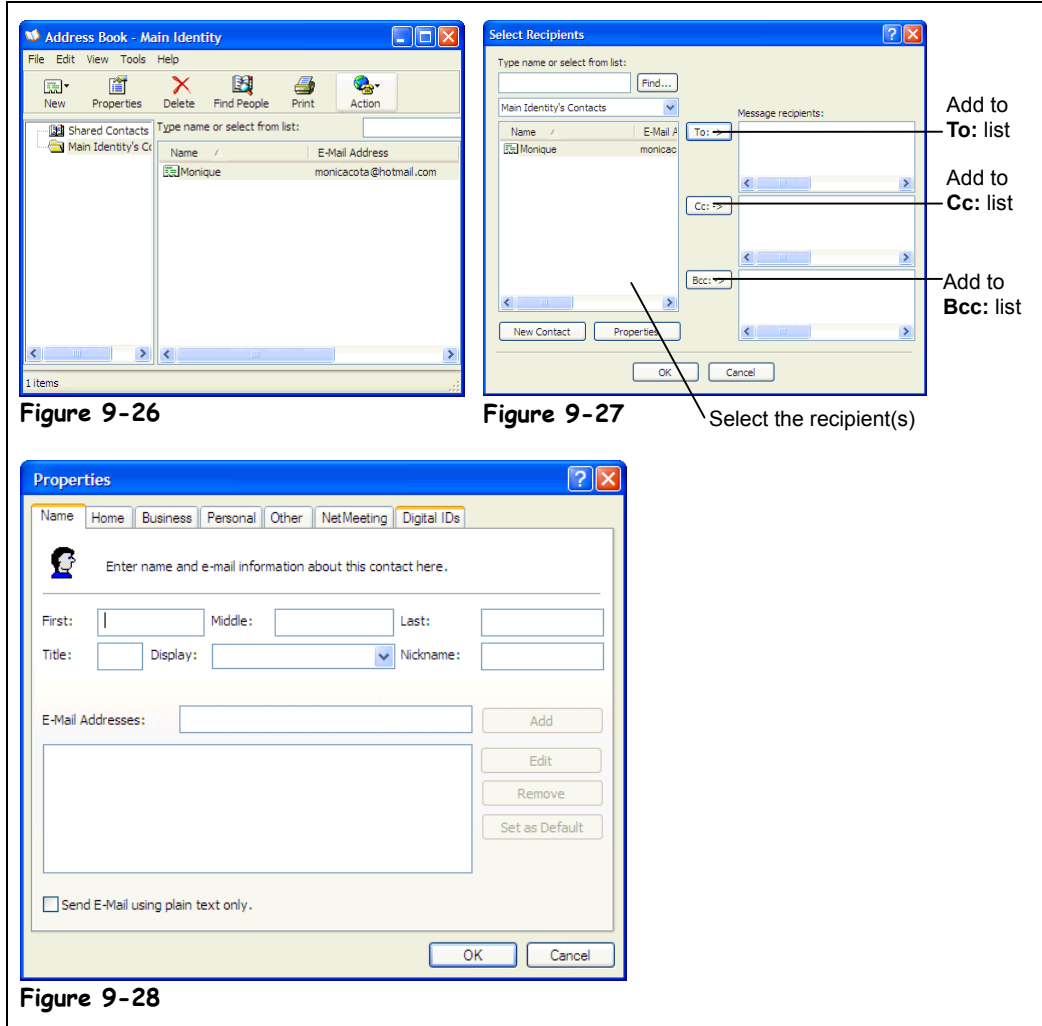 Address Book - Main Identity
File Edit View Tools Help
New Properties Delete Find People Print Action
Shared Contacts
Main Identity's Co
Type name or select from list:
Name / E-Mail Address
Monique monicacota@hotmail.com
1 items
Figure 9-26
Select Recipients
Type name or select from list:
Find...
Main Identity's Contacts
Message recipients:
Name / E-Mail A
Monique monicac
To: ->
Cc: ->
Bcc: ->
New Contact Properties
OK Cancel
Add to
To: list
Add to
Cc: list
Add to
Bcc: list
Figure 9-27
Select the recipient(s)
Properties
Name Home Business Personal Other NetMeeting Digital IDs
Enter name and e-mail information about this contact here.
First: Middle: Last:
Title: Display: Nickname:
E-Mail Addresses: Add
Edit
Remove
Set as Default
Send E-Mail using plain text only.
OK Cancel
Figure 9-28